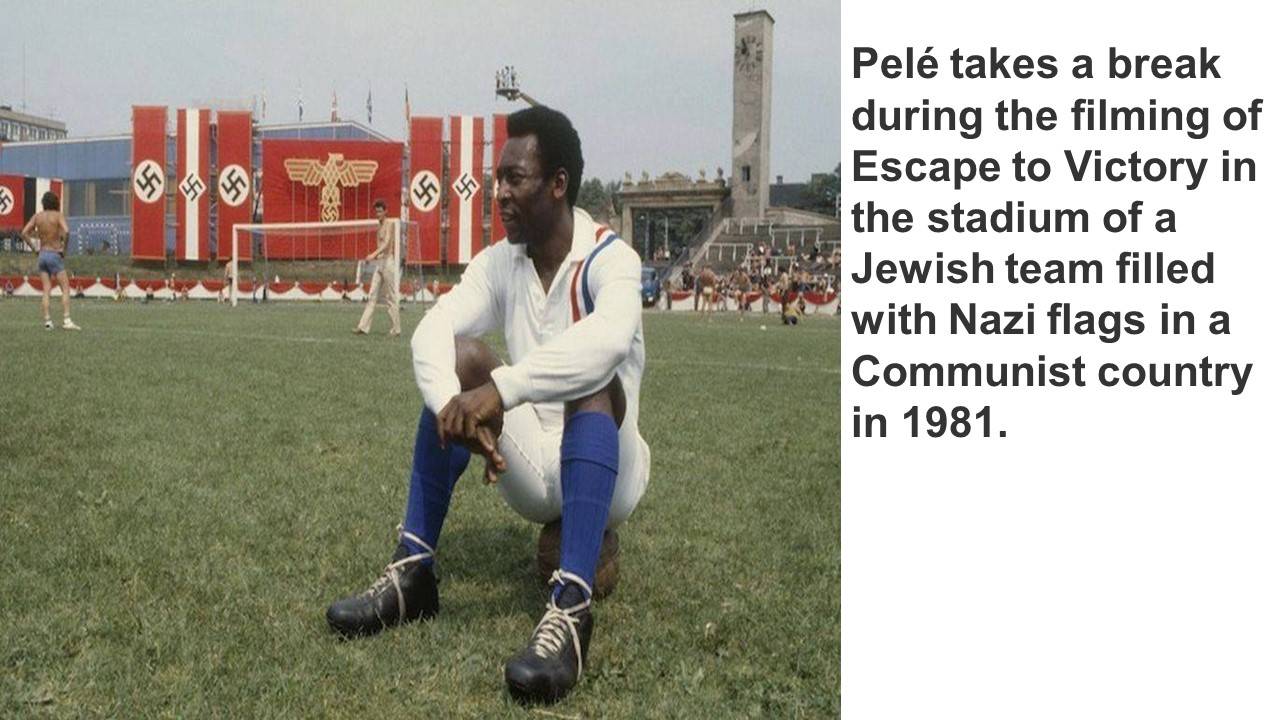 Pelé takes a break
during the filming of
Escape to Victory in
the stadium of a
Jewish team filled
with Nazi flags in a
Communist country
in 1981.